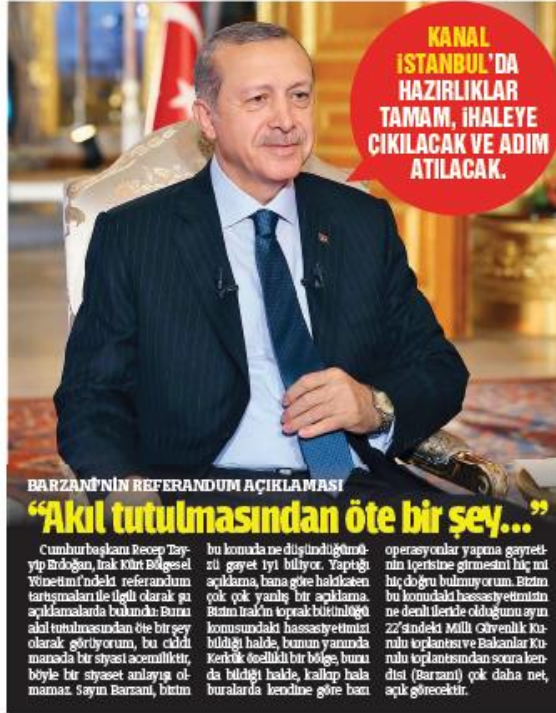 KANAL
İSTANBUL'DA
HAZIRLIKLAR
TAMAM, İHALEYE
ÇIKILACAK VE ADIM
ATILACAK.
BARZANİ'NİN REFERANDUM AÇIKLAMASI
“Akıl tutulmasından öte bir şey...”
Cumhurbaşkanı Recep Tay-
yip Erdoğan, Irak Kürt Bölgesel
Yönetimi'ndeki referandum
tartışmaları ile ilgili olarak şu
açıklamalarda bulundu: Bunu
akıl tutulmasından öte bir şey
olarak görüyorum, bu ciddi
manada bir siyasi acemiliktir,
böyle bir siyaset anlayışı ol-
mamaz. Sayın Barzani, bizim
bu konuda ne düşündüğümü-
zü gayet iyi biliyor. Yaptığı
açıklama, bana göre hakikaten
çok çok yanlış bir açıklama.
Bizim Irak'ın toprak bütünlüğü
konusundaki hassasiyetimizi
bildiği halde, bunun yanında
Kerkük özellikli bir bölge, bunu
da bildiği halde, kalkıp hala
buralarda kendine göre bazı
operasyonlar yapma gayreti-
nin içerisine girmesini hiç mi
hiç doğru bulmuyorum. Bizim
bu konudaki hassasiyetimizin
ne denli ileride olduğunu ayın
22'sindeki Milli Güvenlik Ku-
rulu toplantısı ve Bakanlar Ku-
rulu toplantısından sonra ken-
disi (Barzani) çok daha net,
açık görecektir.